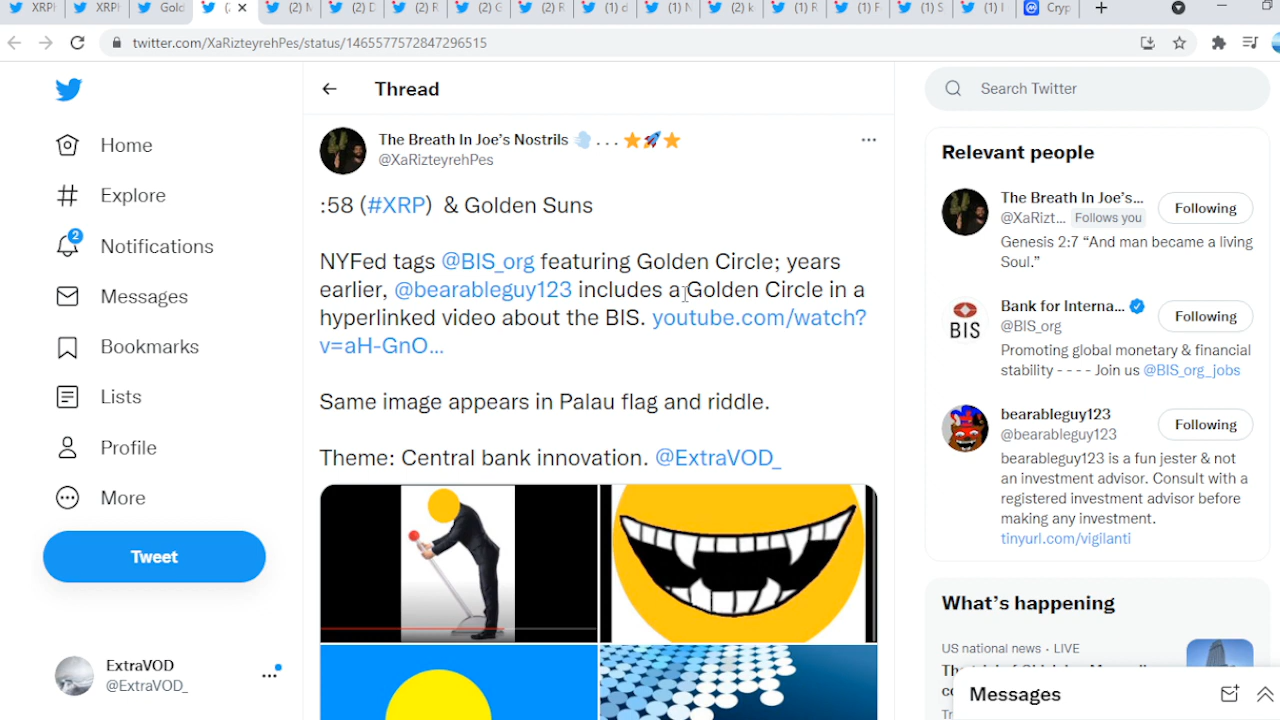 XRPI
XRPI
Gold
(2) M
(2) D
(2) R
(2) G
(2) R
(1) d
(1) N
(2) k
(1) R
(1) F
(1) S
(1) I
Cryp
twitter.com/XaRizteyrehPes/status/1465577572847296515
Home
Explore
2
Notifications
Messages
Bookmarks
Lists
Profile
More
Tweet
ExtraVOD
@ExtraVOD_
Thread
The Breath In Joe's Nostrils 💨 . . . ⭐🚀⭐
@XaRizteyrehPes
:58 (#XRP) & Golden Suns
NYFed tags @BIS_org featuring Golden Circle; years
earlier, @bearableguy123 includes a Golden Circle in a
hyperlinked video about the BIS. youtube.com/watch?
v=aH-GnO...
Same image appears in Palau flag and riddle.
Theme: Central bank innovation. @ExtraVOD_
Search Twitter
Relevant people
The Breath In Joe's...
@XaRizt... Follows you
Following
Genesis 2:7 “And man became a living
Soul.”
BIS
Bank for Interna...
@BIS_org
Following
Promoting global monetary & financial
stability - - - - Join us @BIS_org_jobs
bearableguy123
@bearableguy123
Following
bearableguy123 is a fun jester & not
an investment advisor. Consult with a
registered investment advisor before
making any investment.
tinyurl.com/vigilanti
What's happening
US national news · LIVE
Messages